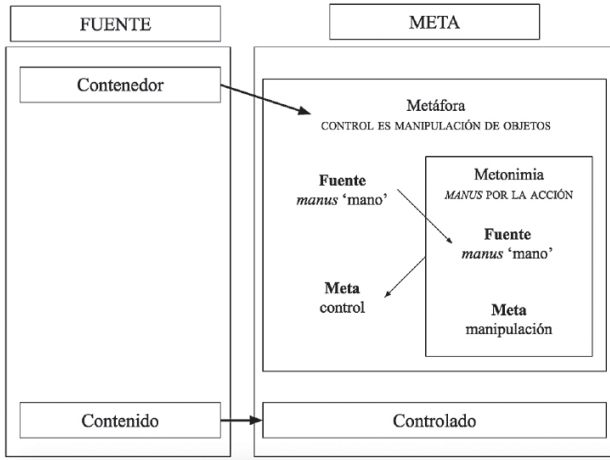 FUENTE
META
Contenedor
Metáfora
CONTROL ES MANIPULACIÓN DE OBJETOS
Fuente
manus ‘mano’
Meta
control
Metonimia
MANUS POR LA ACCIÓN
Fuente
manus ‘mano’
Meta
manipulación
Contenido
Controlado